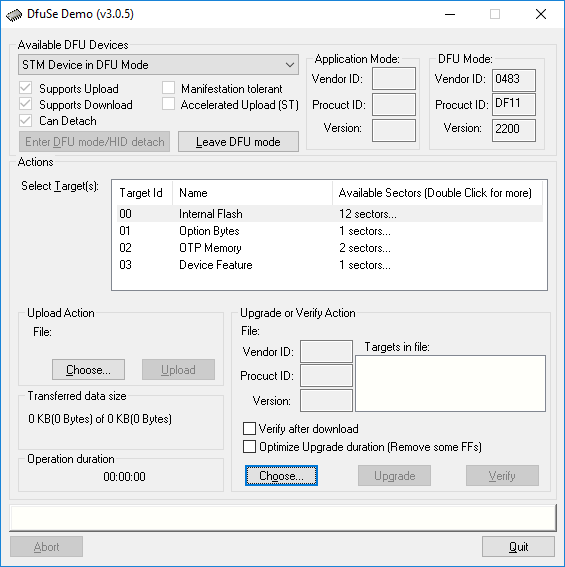 DfuSe Demo (v3.0.5)
Available DFU Devices
STM Device in DFU Mode
Supports Upload
Manifestation tolerant
Supports Download
Accelerated Upload (ST)
Can Detach
Enter DFU mode/HID detach
Leave DFU mode
Application Mode:
Vendor ID:
Procuct ID:
Version:
DFU Mode:
Vendor ID: 0483
Procuct ID: DF11
Version: 2200
Actions
Select Target(s):
Target Id Name Available Sectors (Double Click for more)
00 Internal Flash 12 sectors...
01 Option Bytes 1 sectors...
02 OTP Memory 2 sectors...
03 Device Feature 1 sectors...
Upload Action
File:
Choose...
Upload
Transferred data size
0 KB(0 Bytes) of 0 KB(0 Bytes)
Operation duration
00:00:00
Upgrade or Verify Action
File:
Vendor ID:
Procuct ID:
Version:
Targets in file:
Verify after download
Optimize Upgrade duration (Remove some FFs)
Choose...
Upgrade
Verify
Abort
Quit